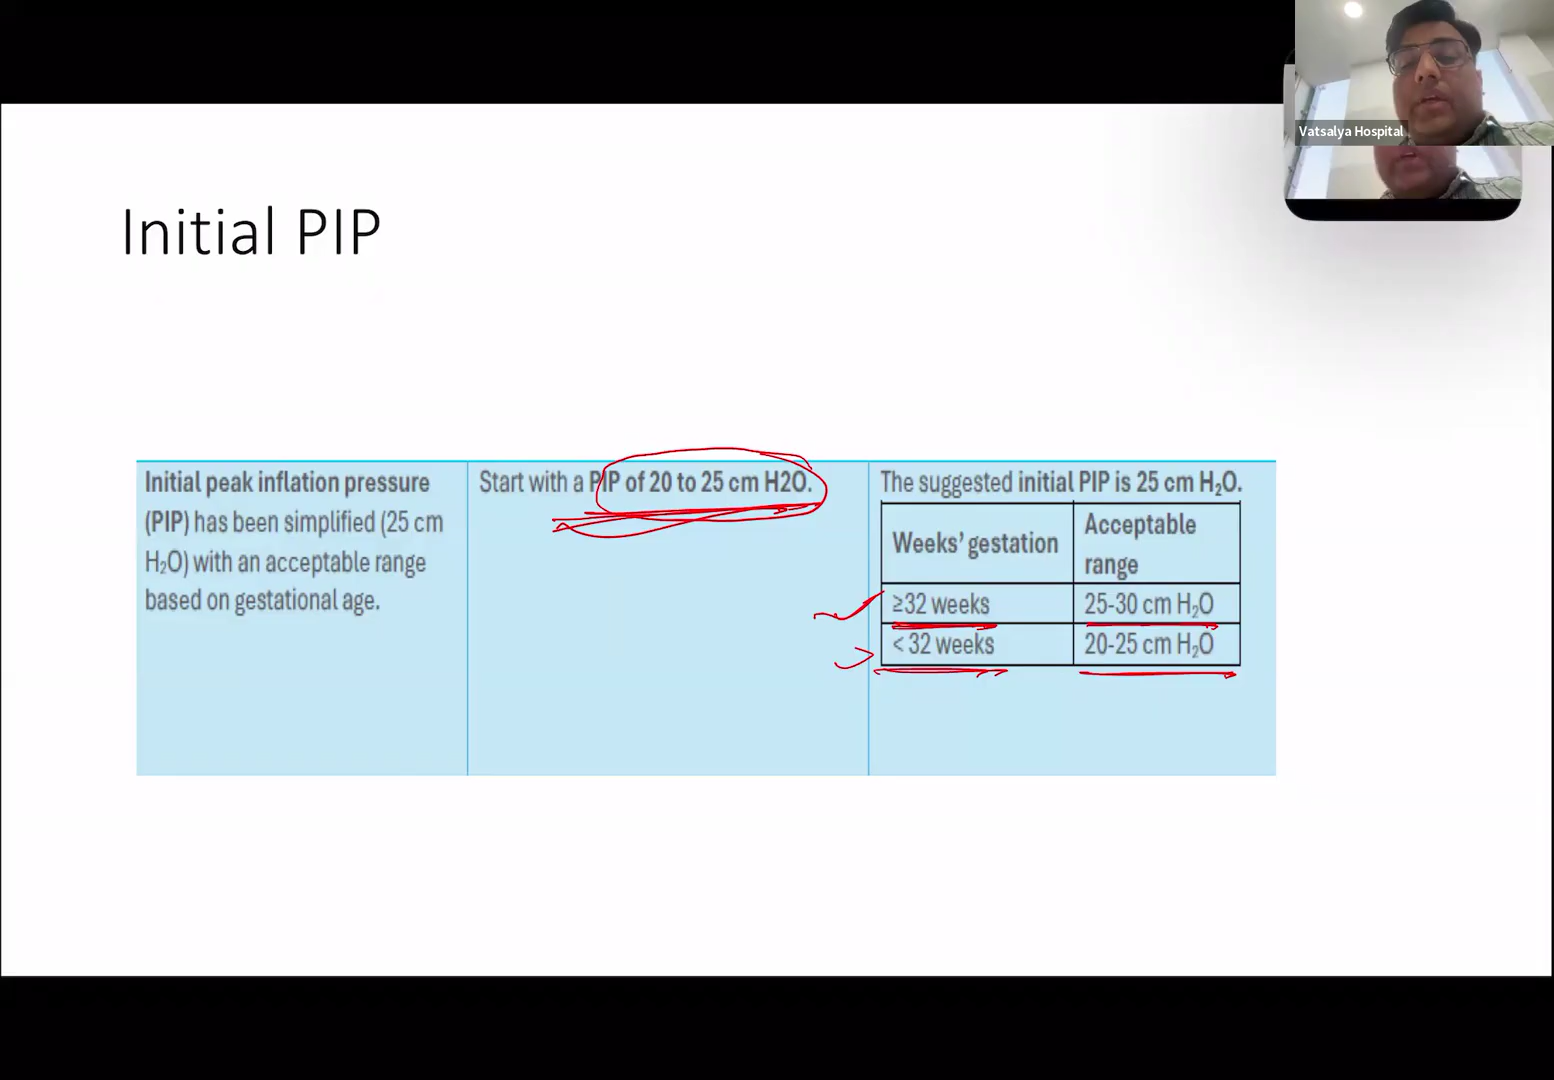 Vatsalya Hospital
Initial PIP
Initial peak inflation pressure
(PIP) has been simplified (25 cm
H₂O) with an acceptable range
based on gestational age.
Start with a PIP of 20 to 25 cm H2O.
The suggested initial PIP is 25 cm H₂O.
Weeks' gestation
Acceptable
range
≥32 weeks
25-30 cm H₂O
< 32 weeks
20-25 cm H₂O